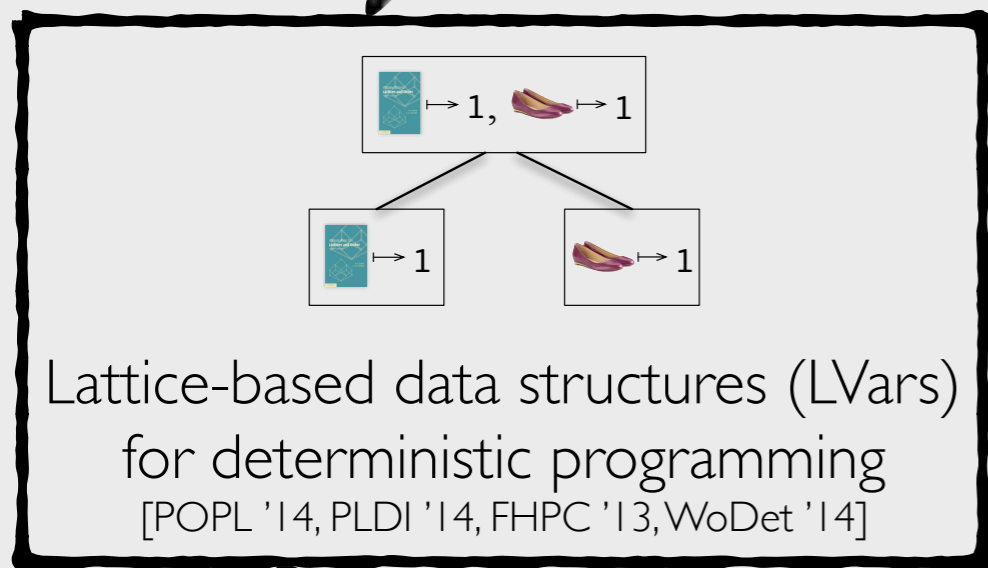 ↦ 1, ↦ 1
↦ 1
↦ 1
Lattice-based data structures (LVars)
for deterministic programming
[POPL ’14, PLDI ’14, FHPC ’13, WoDet ’14]